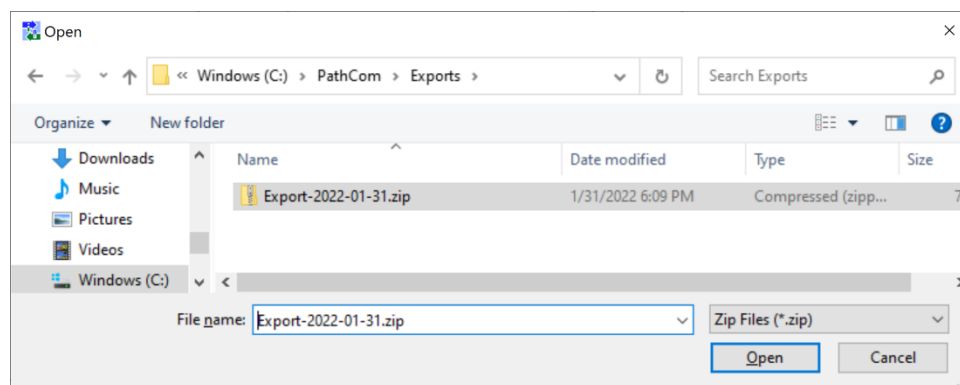 Open
« Windows (C:) › PathCom › Exports ›
Search Exports
Organize
New folder
Name
Date modified
Type
Size
Downloads
Music
Pictures
Videos
Windows (C:)
Export-2022-01-31.zip
1/31/2022 6:09 PM
Compressed (zipp...
7
File name:
Export-2022-01-31.zip
Zip Files (*.zip)
Open
Cancel